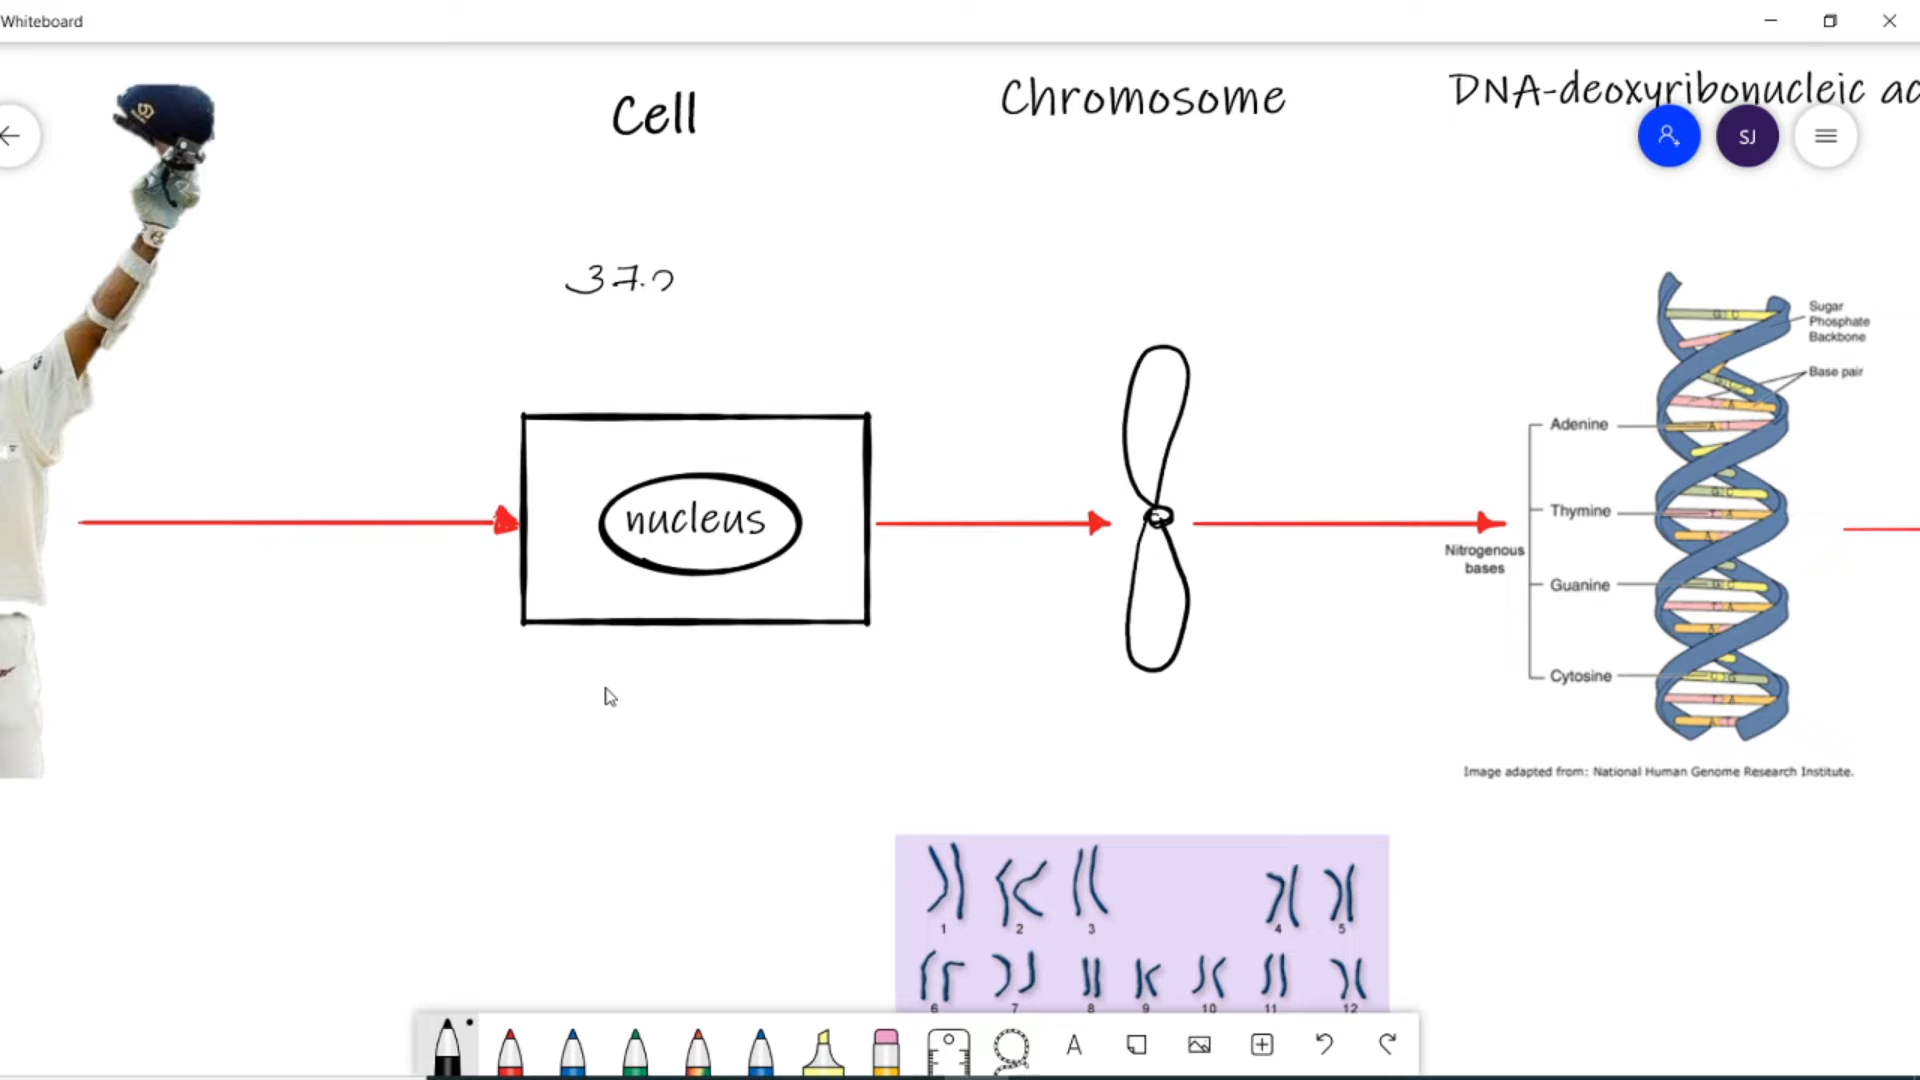 Whiteboard
Cell
Chromosome
DNA-deoxyribonucleic ac
SJ
37.2
Sugar
Phosphate
Backbone
Base pair
nucleus
Adenine
Thymine
Nitrogenous
bases
Guanine
Cytosine
Image adapted from: National Human Genome Research Institute.
1 2 3 4 5
6 7 8 9 10 11 12
A